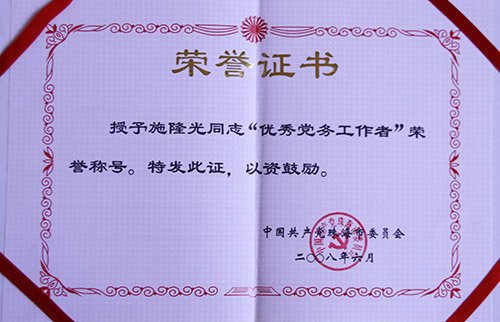 荣誉证书
授予施隆光同志“优秀党务工作者”荣
誉称号。特发此证，以资鼓励。
中国共产党珠海市委员会
二〇〇八年六月